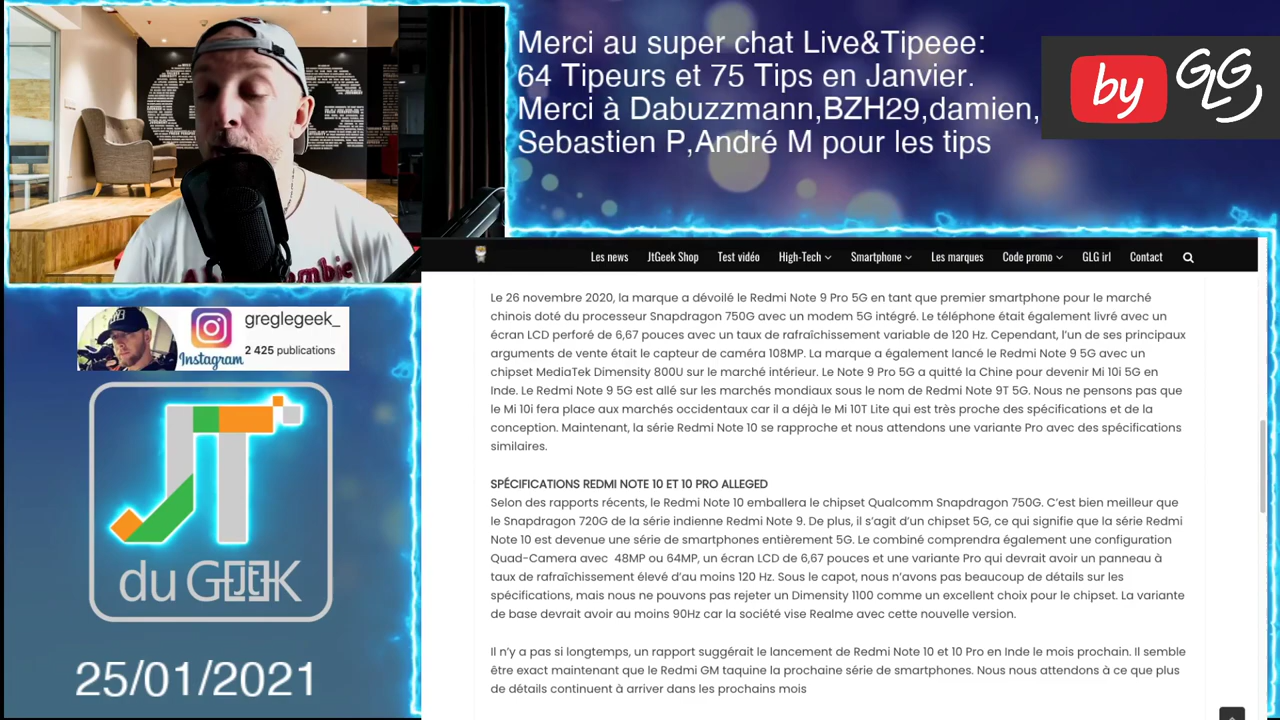 Merci au super chat Live&Tipeee:
64 Tipeurs et 75 Tips en Janvier.
Merci à Dabuzzmann BZH29,damien
Sebastien P,Andre M pour les tips
by GLG
Les news JtGeek Shop Test vidéo High-Tech Smartphone Les marques Code promo GLG irl Contact
Le 26 novembre 2020, la marque a dévoilé le Redmi Note 9 Pro 5G en tant que premier smartphone pour le marché
chinois doté du processeur Snapdragon 750G avec un modem 5G intégré. Le téléphone était également livré avec un
écran LCD perforé de 6,67 pouces avec un taux de rafraîchissement variable de 120 Hz. Cependant, l'un de ses principaux
arguments de vente était le capteur de caméra 108MP. La marque a également lancé le Redmi Note 9 5G avec un
chipset MediaTek Dimensity 800U sur le marché intérieur. Le Note 9 Pro 5G a quitté la Chine pour devenir Mi 10i 5G en
Inde. Le Redmi Note 9 5G est allé sur les marchés mondiaux sous le nom de Redmi Note 9T 5G. Nous ne pensons pas que
le Mi 10i fera place aux marchés occidentaux car il a déjà le Mi 10T Lite qui est très proche des spécifications et de la
conception. Maintenant, la série Redmi Note 10 se rapproche et nous attendons une variante Pro avec des spécifications
similaires.
SPÉCIFICATIONS REDMI NOTE 10 ET 10 PRO ALLEGED
Selon des rapports récents, le Redmi Note 10 emballera le chipset Qualcomm Snapdragon 750G. C'est bien meilleur que
le Snapdragon 720G de la série indienne Redmi Note 9. De plus, il s'agit d'un chipset 5G, ce qui signifie que la série Redmi
Note 10 est devenue une série de smartphones entièrement 5G. Le combiné comprendra également une configuration
Quad-Camera avec 48MP ou 64MP, un écran LCD de 6,67 pouces et une variante Pro qui devrait avoir un panneau à
taux de rafraîchissement élevé d'au moins 120 Hz. Sous le capot, nous n'avons pas beaucoup de détails sur les
spécifications, mais nous ne pouvons pas rejeter un Dimensity 1100 comme un excellent choix pour le chipset. La variante
de base devrait avoir au moins 90Hz car la société vise Realme avec cette nouvelle version.
Il n'y a pas si longtemps, un rapport suggérait le lancement de Redmi Note 10 et 10 Pro en Inde le mois prochain. Il semble
être exact maintenant que le Redmi GM taquine la prochaine série de smartphones. Nous nous attendons à ce que plus
de détails continuent à arriver dans les prochains mois
greglegeek_
Instagram
2 425 publications
JT
du GEEK
25/01/2021